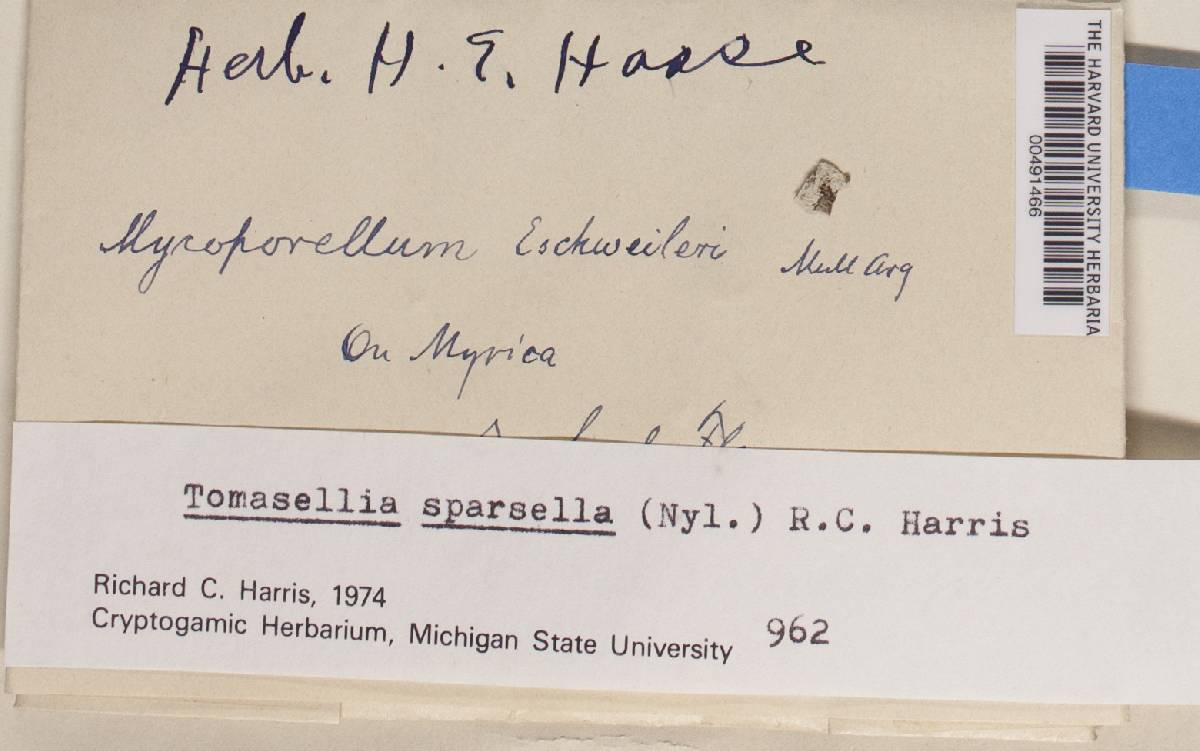 Herb. H. E. Hasse
THE HARVARD UNIVERSITY HERBARIA
00491466
Mycoporellum Eschweileri Müll Arg
On Myrica
Tomasellia sparsella (Nyl.) R.C. Harris
Richard C. Harris, 1974
Cryptogamic Herbarium, Michigan State University 962